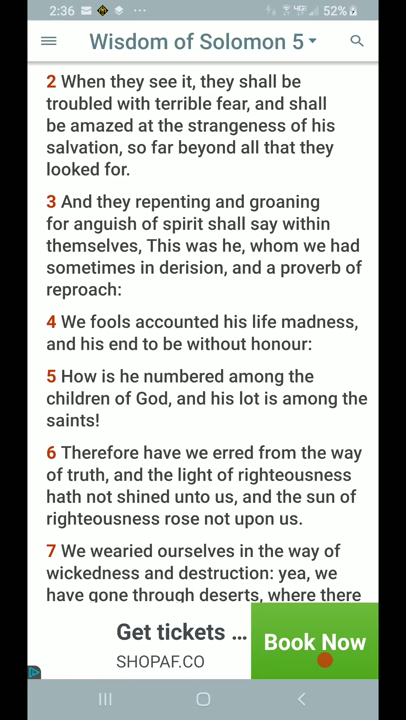 2:36 52%
Wisdom of Solomon 5
2 When they see it, they shall be
troubled with terrible fear, and shall
be amazed at the strangeness of his
salvation, so far beyond all that they
looked for.
3 And they repenting and groaning
for anguish of spirit shall say within
themselves, This was he, whom we had
sometimes in derision, and a proverb of
reproach:
4 We fools accounted his life madness,
and his end to be without honour:
5 How is he numbered among the
children of God, and his lot is among the
saints!
6 Therefore have we erred from the way
of truth, and the light of righteousness
hath not shined unto us, and the sun of
righteousness rose not upon us.
7 We wearied ourselves in the way of
wickedness and destruction: yea, we
have gone through deserts, where there
Get tickets ...
SHOPAF.CO
Book Now